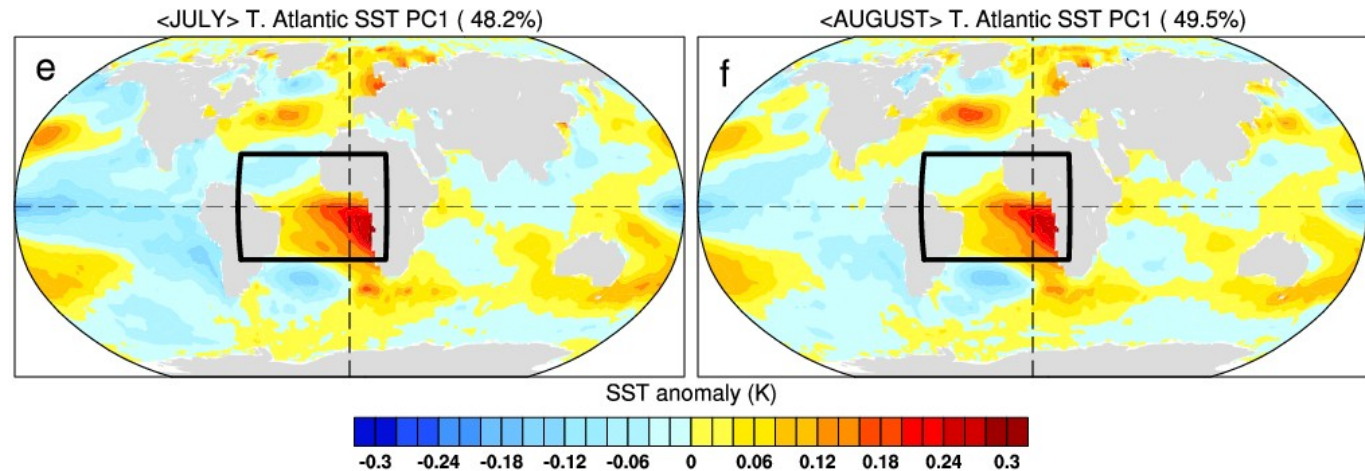 <JULY> T. Atlantic SST PC1 ( 48.2%)
<AUGUST> T. Atlantic SST PC1 ( 49.5%)
e
f
SST anomaly (K)
-0.3 -0.24 -0.18 -0.12 -0.06 0 0.06 0.12 0.18 0.24 0.3